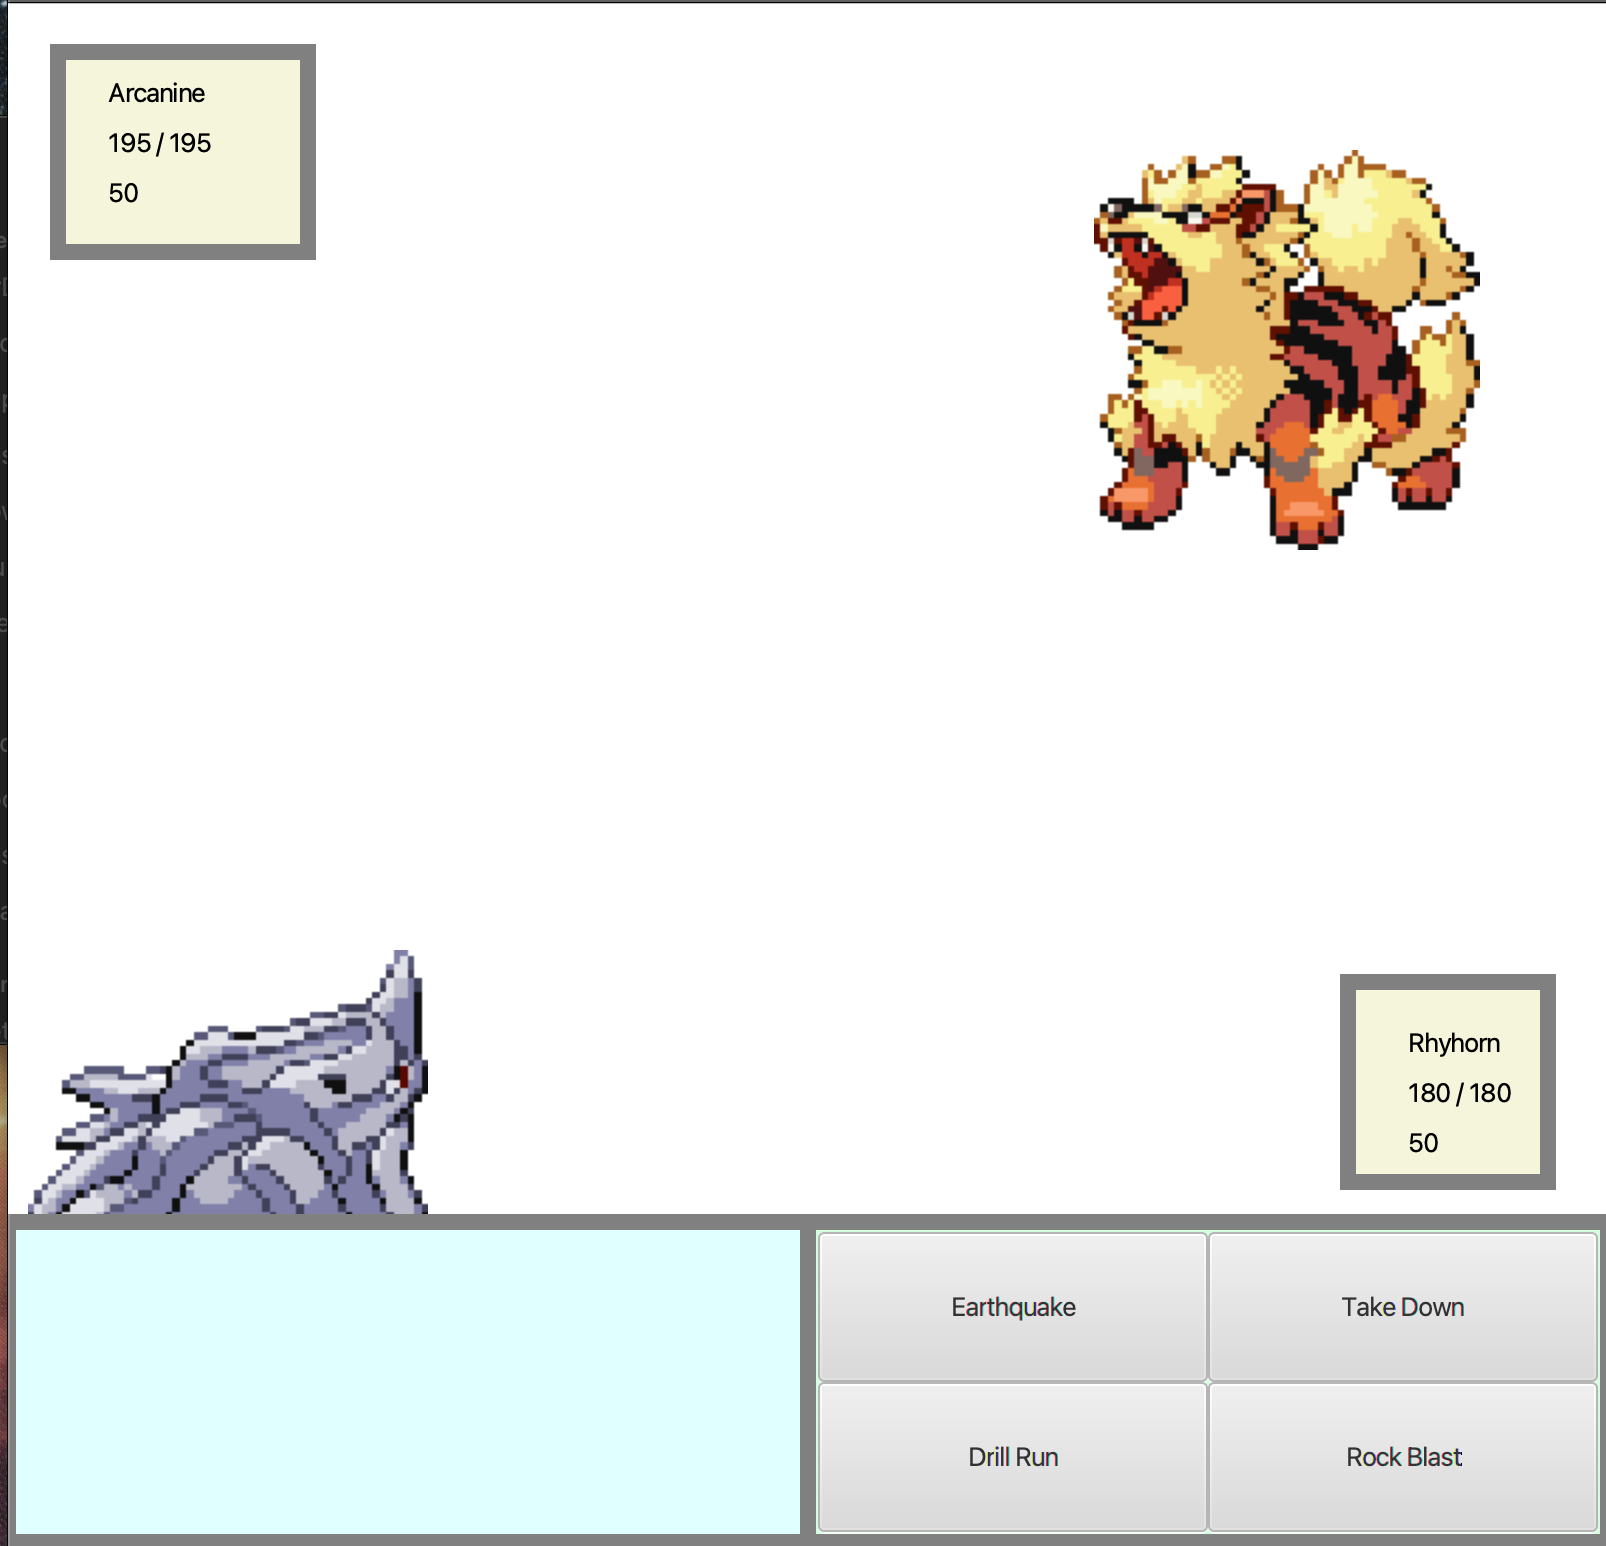 Arcanine
195 / 195
50
Rhyhorn
180 / 180
50
Earthquake
Take Down
Drill Run
Rock Blast